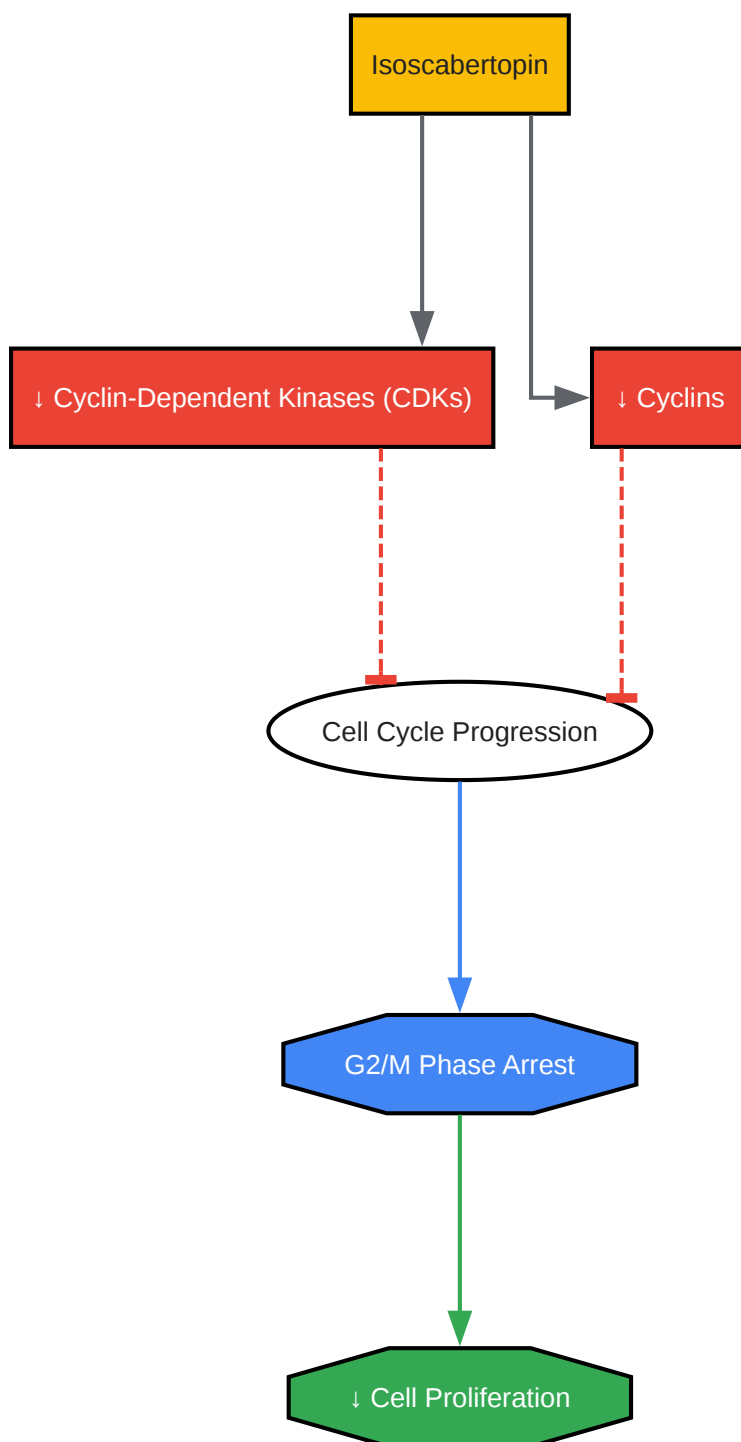 Isoscabertopin
↓ Cyclin-Dependent Kinases (CDKs)
↓ Cyclins
Cell Cycle Progression
G2/M Phase Arrest
↓ Cell Proliferation